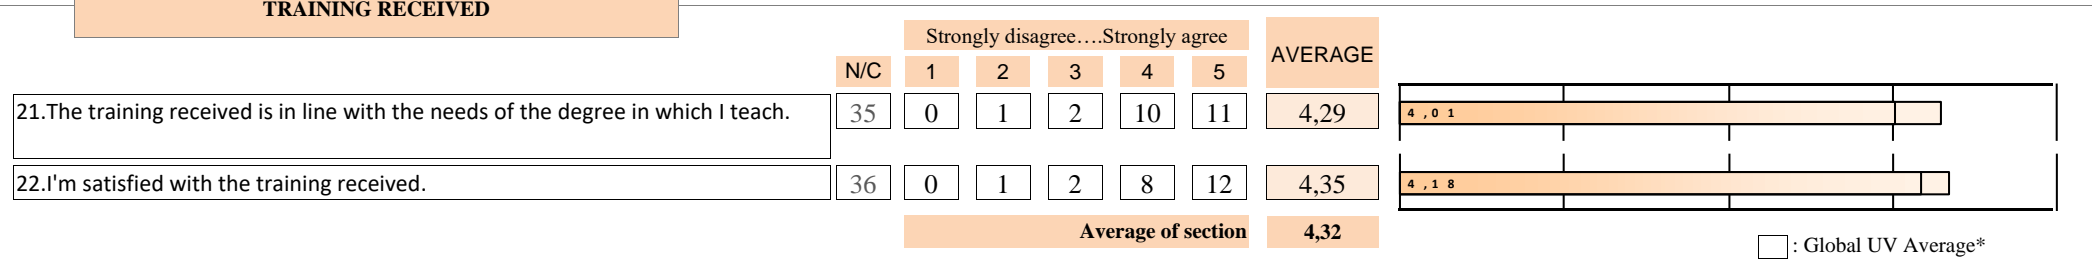 TRAINING RECEIVED
Strongly disagree….Strongly agree
AVERAGE
N/C 1 2 3 4 5
21.The training received is in line with the needs of the degree in which I teach. 35 0 1 2 10 11 4,29 4,01
22.I'm satisfied with the training received. 36 0 1 2 8 12 4,35 4,18
Average of section 4,32
: Global UV Average*